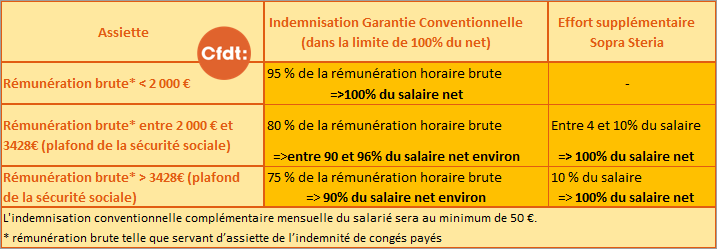 Assiette
Cfdt:
Indemnisation Garantie Conventionnelle
(dans la limite de 100% du net)
Effort supplémentaire
Sopra Steria
Rémunération brute* < 2 000 €
95 % de la rémunération horaire brute
=>100% du salaire net
-
Rémunération brute* entre 2 000 € et
3428€ (plafond de la sécurité sociale)
80 % de la rémunération horaire brute
=>entre 90 et 96% du salaire net environ
Entre 4 et 10% du salaire
=> 100% du salaire net
Rémunération brute* > 3428€ (plafond
de la sécurité sociale)
75 % de la rémunération horaire brute
=> 90% du salaire net environ
10 % du salaire
=> 100% du salaire net
L'indemnisation conventionnelle complémentaire mensuelle du salarié sera au minimum de 50 €.
* rémunération brute telle que servant d'assiette de l'indemnité de congés payés